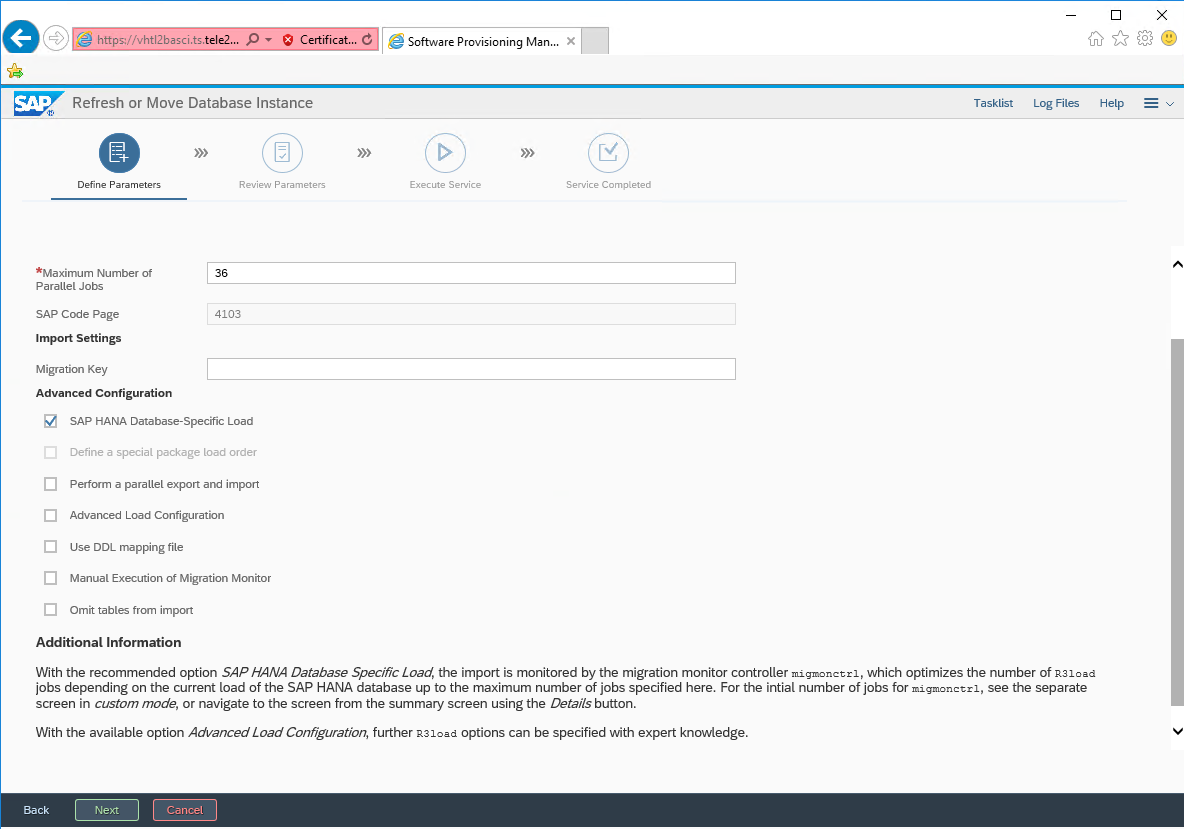 https://vhtl2basci.ts.tele2... Certificat... Software Provisioning Man...
SAP Refresh or Move Database Instance Tasklist Log Files Help
Define Parameters Review Parameters Execute Service Service Completed
*Maximum Number of
Parallel Jobs
36
SAP Code Page 4103
Import Settings
Migration Key
Advanced Configuration
SAP HANA Database-Specific Load
Define a special package load order
Perform a parallel export and import
Advanced Load Configuration
Use DDL mapping file
Manual Execution of Migration Monitor
Omit tables from import
Additional Information
With the recommended option SAP HANA Database Specific Load, the import is monitored by the migration monitor controller migmonctrl, which optimizes the number of R3load
jobs depending on the current load of the SAP HANA database up to the maximum number of jobs specified here. For the intial number of jobs for migmonctrl, see the separate
screen in custom mode, or navigate to the screen from the summary screen using the Details button.
With the available option Advanced Load Configuration, further R3load options can be specified with expert knowledge.
Back Next Cancel